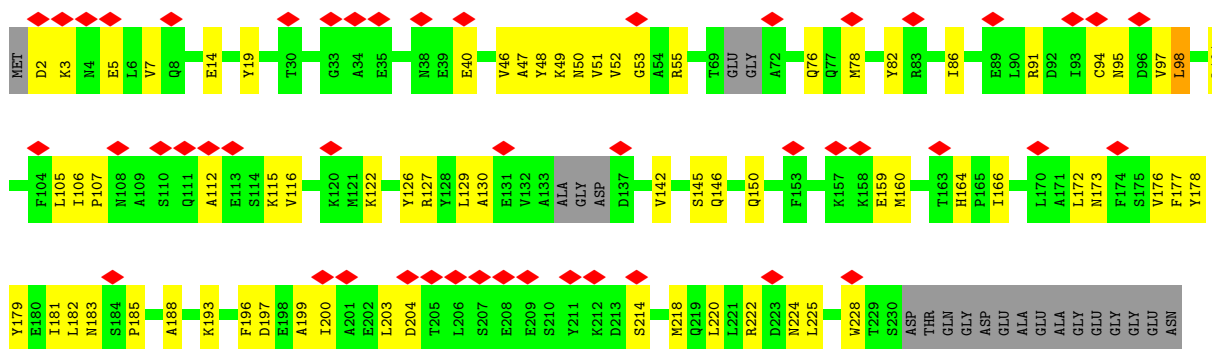 MET D2 K3 N4 E5 L6 V7 Q8 E14 Y19 T30 G33 A34 E35 N38 E39 E40 V46 A47 Y48 K49 N50 V51 V52 G53 A54 R55 T69 GLU GLY A72 Q76 Q77 M78 Y82 R83 I86 E89 L90 R91 D92 I93 C94 N95 D96 V97 L98
F104 L105 I106 P107 N108 A109 S110 Q111 A112 E113 S114 K115 V116 K120 M121 K122 Y126 R127 Y128 L129 A130 E131 V132 A133 ALA GLY ASP D137 V142 S145 Q146 Q150 F153 K157 K158 E159 M160 T163 H164 P165 I166 L170 A171 L172 N173 F174 S175 V176 F177 Y178
Y179 E180 I181 L182 N183 S184 P185 A188 K193 F196 D197 E198 A199 I200 A201 E202 L203 D204 T205 L206 S207 E208 E209 S210 Y211 K212 D213 S214 M218 Q219 L220 L221 R222 D223 N224 L225 W228 T229 S230 ASP THR GLN GLY ASP GLU ALA GLU ALA GLY GLU GLY GLY GLU ASN